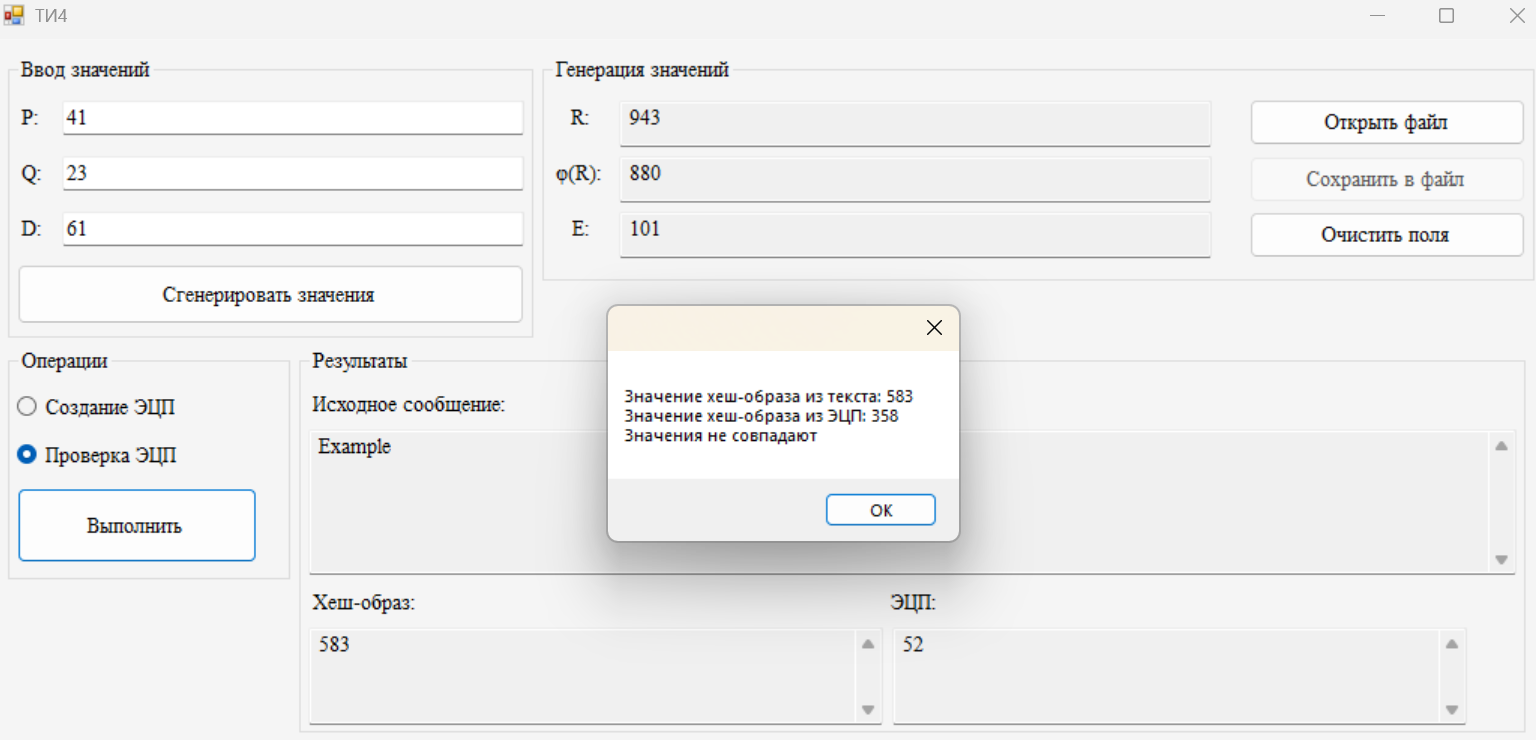 ТИ4
Ввод значений
P: 41
Q: 23
D: 61
Сгенерировать значения
Генерация значений
R: 943
φ(R): 880
E: 101
Открыть файл
Сохранить в файл
Очистить поля
Операции
Создание ЭЦП
Проверка ЭЦП
Выполнить
Результаты
Исходное сообщение:
Example
Значение хеш-образа из текста: 583
Значение хеш-образа из ЭЦП: 358
Значения не совпадают
OK
Хеш-образ:
583
ЭЦП:
52